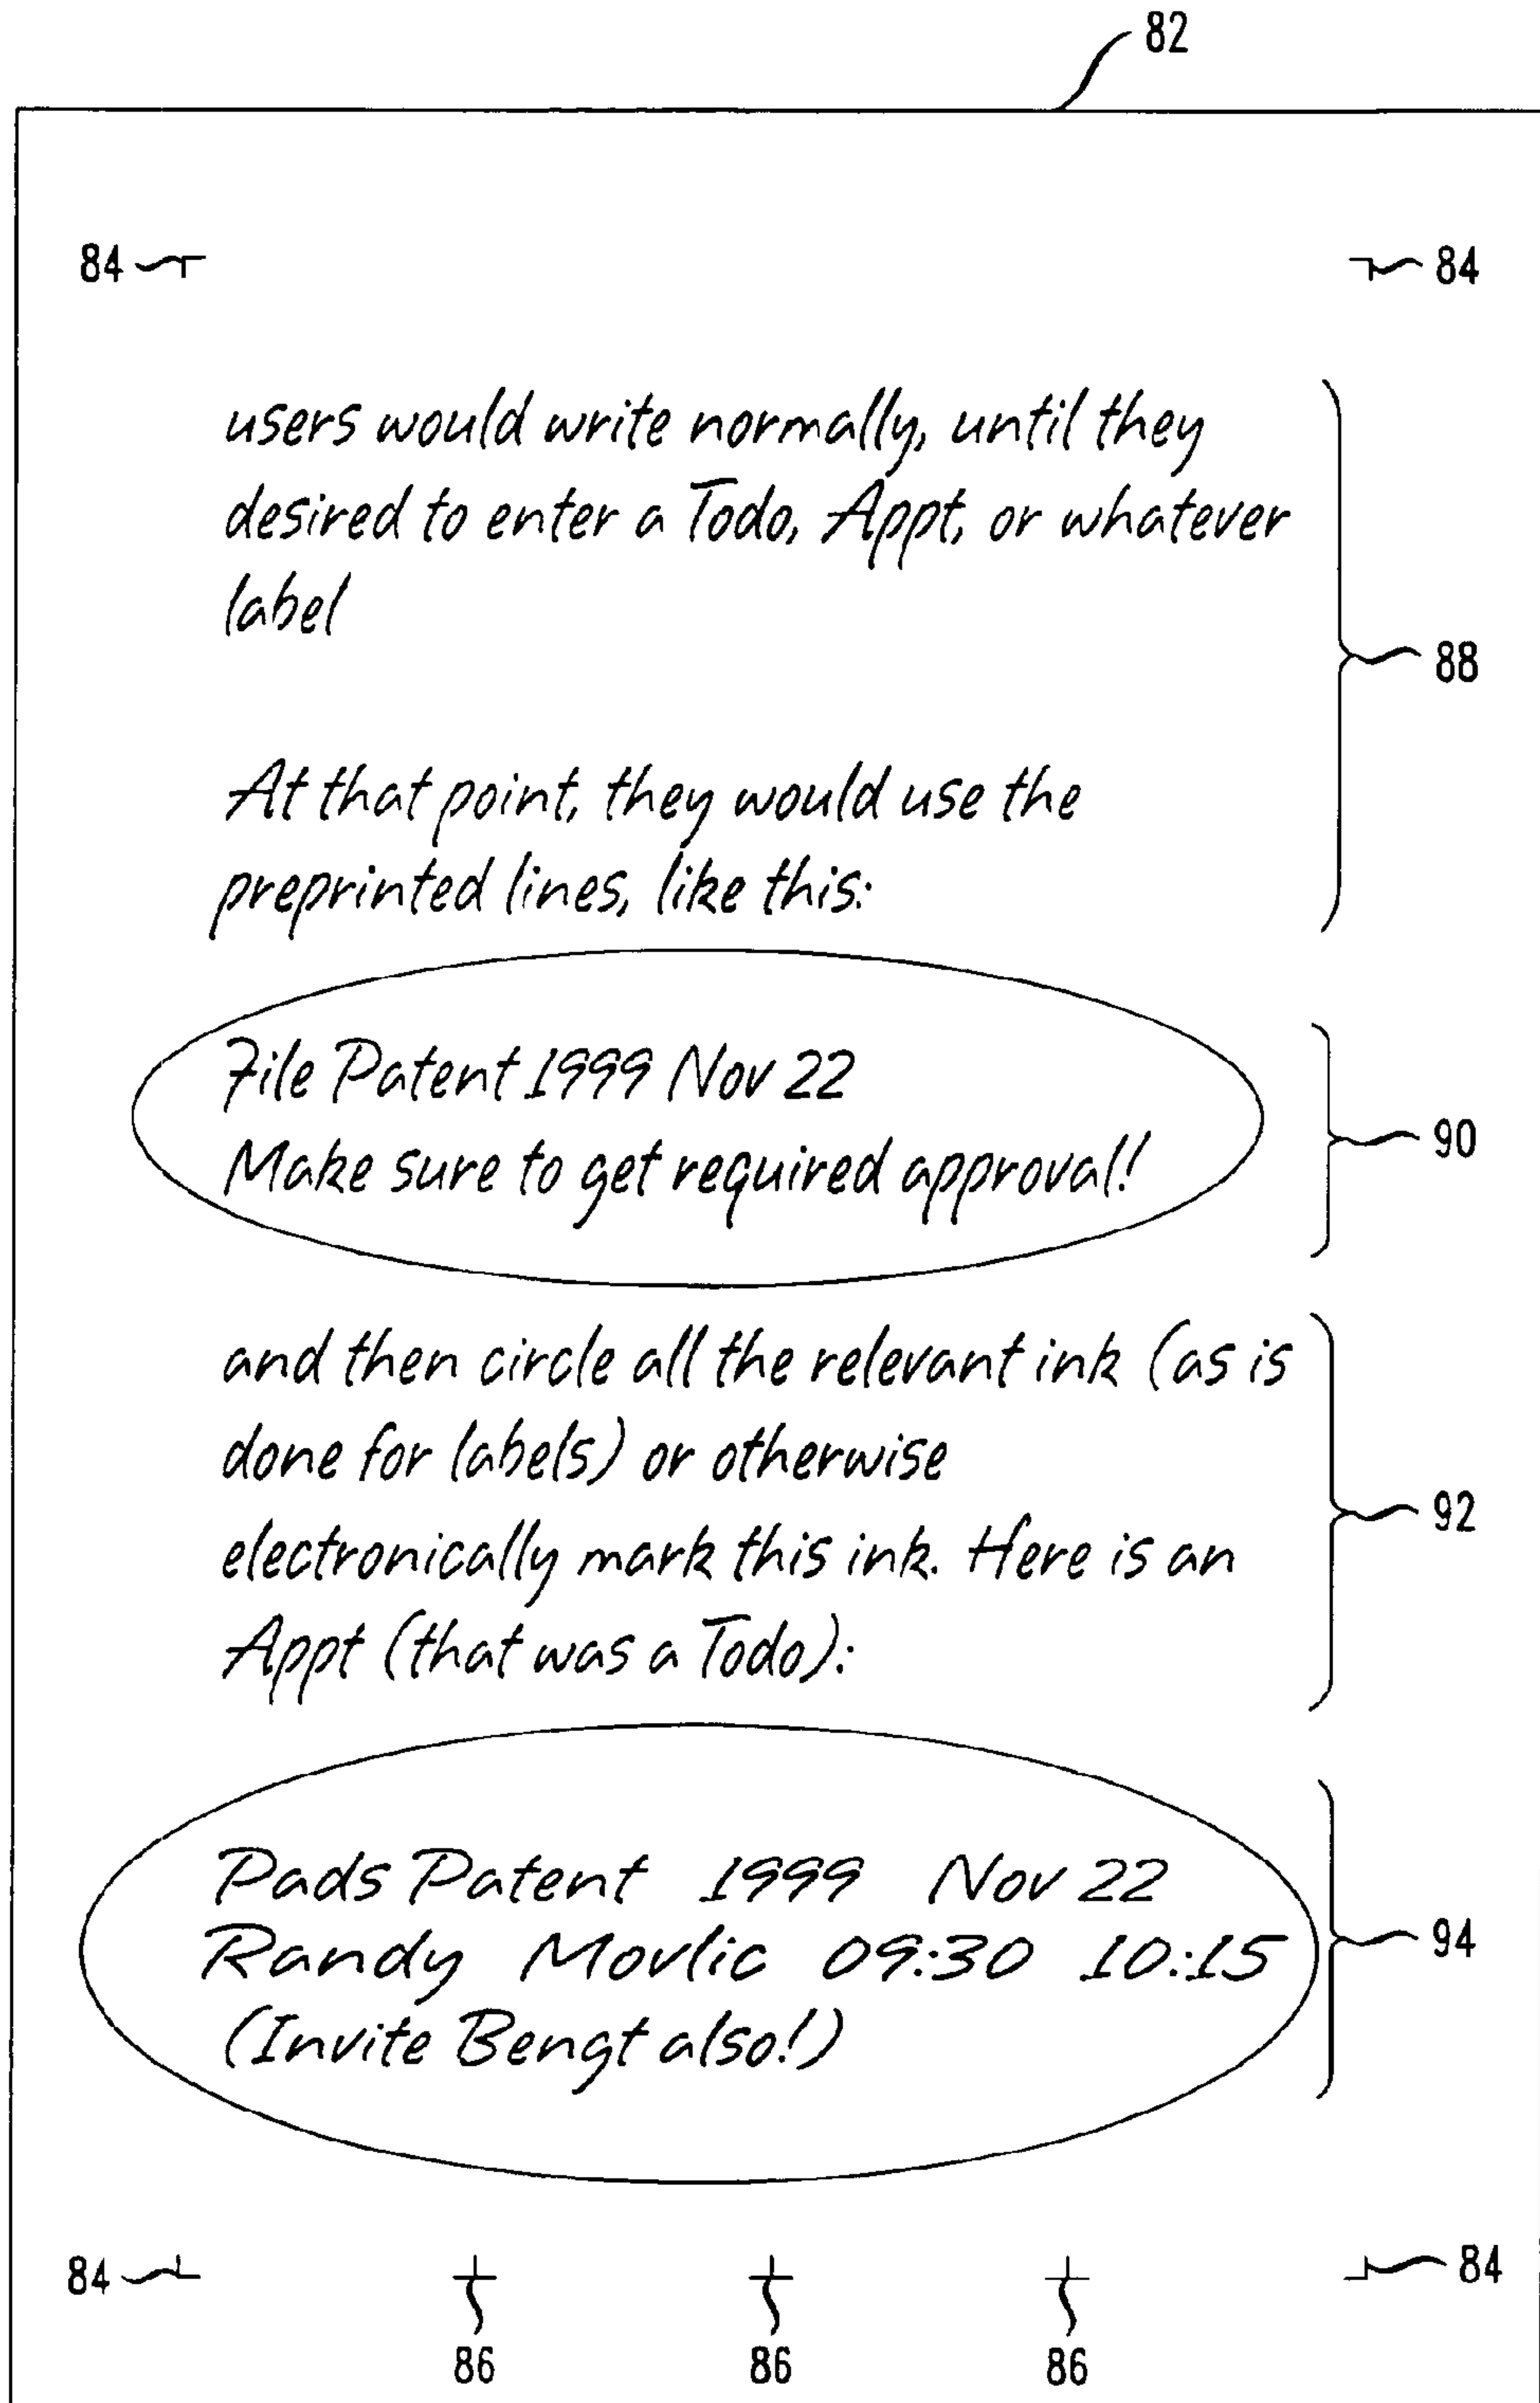 82
84 84
users would write normally, until they
desired to enter a Todo, Appt, or whatever
label
88
At that point, they would use the
preprinted lines, like this:
File Patent 1999 Nov 22
90
Make sure to get required approval!
and then circle all the relevant ink (as is
done for labels) or otherwise
92
electronically mark this ink. Here is an
Appt (that was a Todo):
Pads Patent 1999 Nov 22
94
Randy Movlic 09:30 10:15
(Invite Bengt also!)
84 84
86 86 86